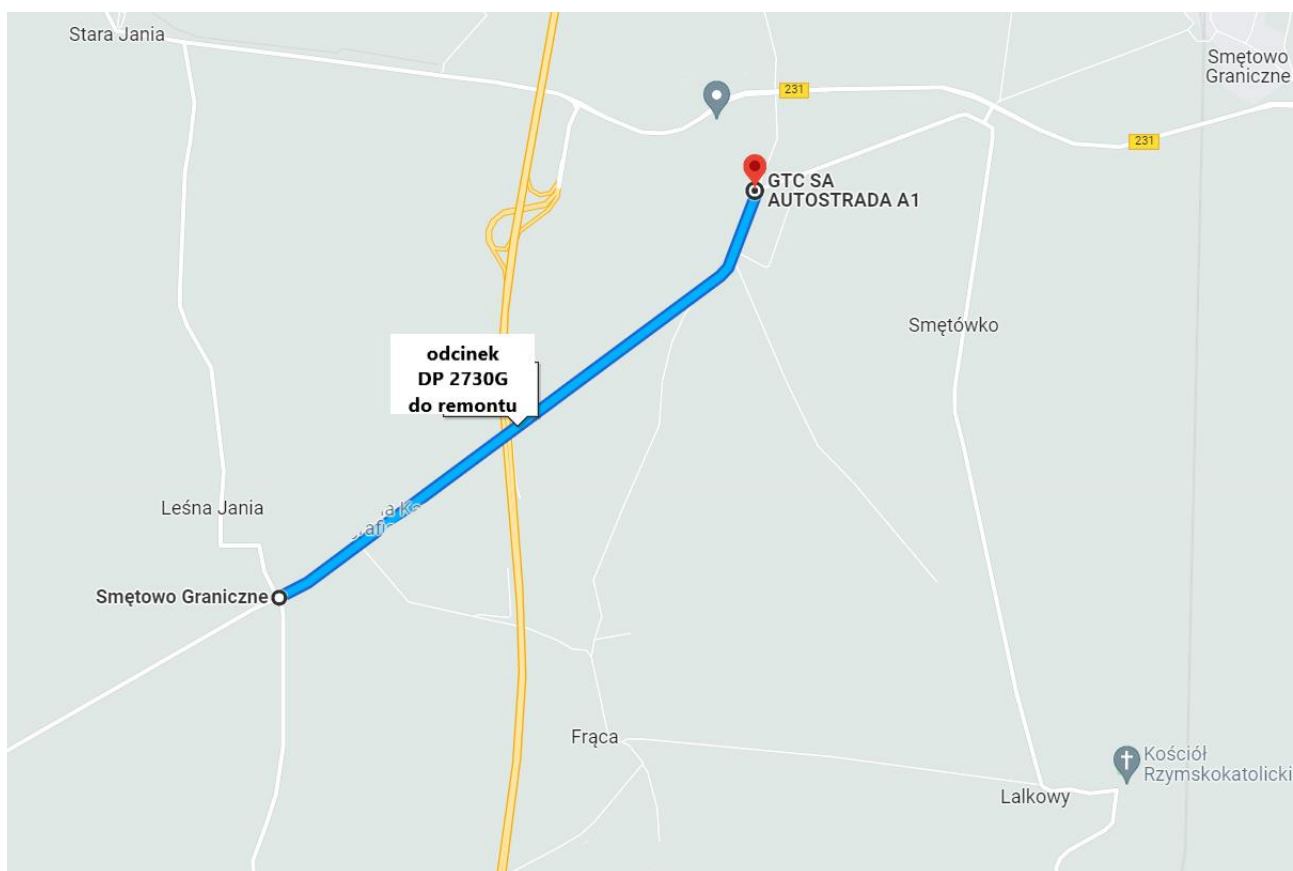 Stara Jania
Smętowo
Graniczne
231
231
GTC SA
AUTOSTRADA A1
Smętówko
odcinek
DP 2730G
do remontu
Leśna Jania
Smętowo Graniczne
Frąca
Kościół
Rzymskokatolicki
Lalkowy